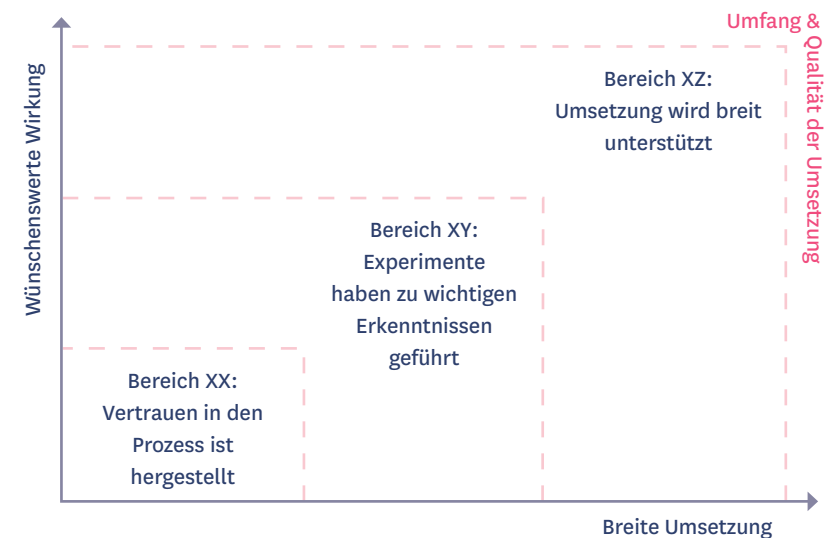 Umfang &
Qualität der Umsetzung
Wünschenswerte Wirkung
Bereich XZ:
Umsetzung wird breit
unterstützt
Bereich XY:
Experimente
haben zu wichtigen
Erkenntnissen
geführt
Bereich XX:
Vertrauen in den
Prozess ist
hergestellt
Breite Umsetzung